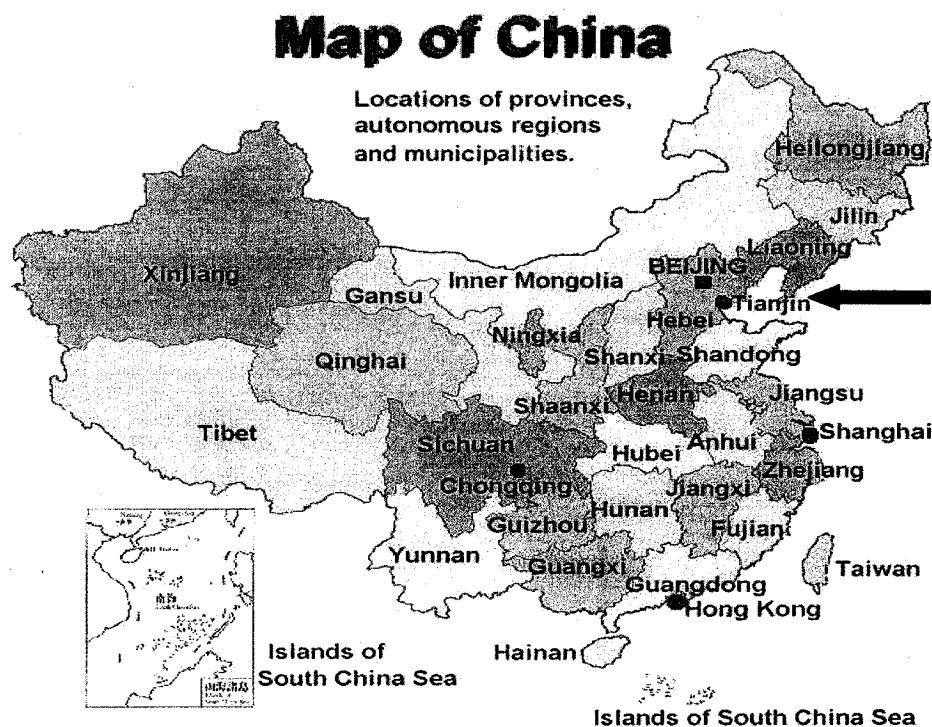 Map of China
Locations of provinces,
autonomous regions
and municipalities.
Heilongjiang
Jilin
Liaoning
Xinjiang
Inner Mongolia
BEIJING
Gansu
Tianjin
Hebei
Ningxia
Qinghai
Shanxi
Shandong
Henan
Jiangsu
Shaanxi
Tibet
Sichuan
Hubei
Anhui
Shanghai
Zhejiang
Chongqing
Jiangxi
Hunan
Guizhou
Fujian
Yunnan
Guangxi
Guangdong
Taiwan
Hong Kong
Hainan
Islands of
South China Sea
Islands of South China Sea